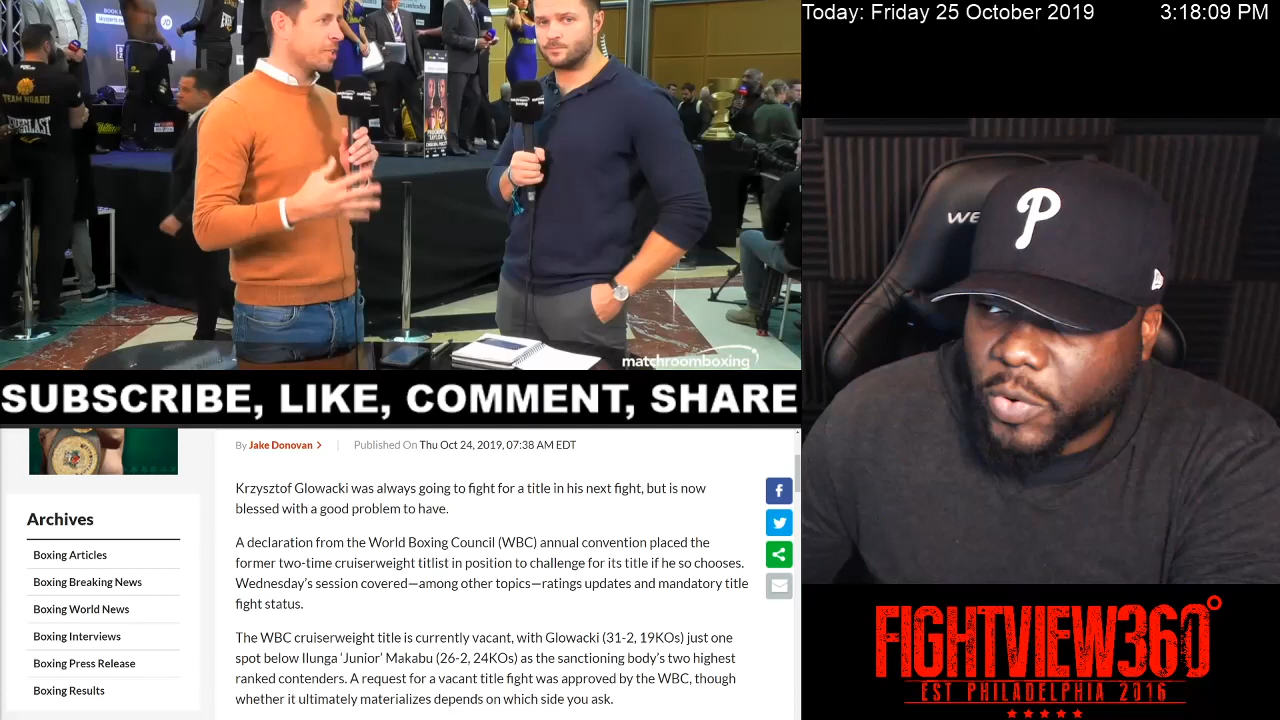 Today: Friday 25 October 2019 3:18:09 PM
TEAM NGABU
EVERLAST
matchroomboxing
WE
P
SUBSCRIBE, LIKE, COMMENT, SHARE
By Jake Donovan > | Published On Thu Oct 24, 2019, 07:38 AM EDT
Archives
Boxing Articles
Boxing Breaking News
Boxing World News
Boxing Interviews
Boxing Press Release
Boxing Results
Krzysztof Glowacki was always going to fight for a title in his next fight, but is now
blessed with a good problem to have.
A declaration from the World Boxing Council (WBC) annual convention placed the
former two-time cruiserweight titlist in position to challenge for its title if he so chooses.
Wednesday's session covered—among other topics—ratings updates and mandatory title
fight status.
The WBC cruiserweight title is currently vacant, with Glowacki (31-2, 19KOs) just one
spot below Ilunga 'Junior' Makabu (26-2, 24KOs) as the sanctioning body's two highest
ranked contenders. A request for a vacant title fight was approved by the WBC, though
whether it ultimately materializes depends on which side you ask.
FIGHTVIEW360°
EST PHILADELPHIA 2016